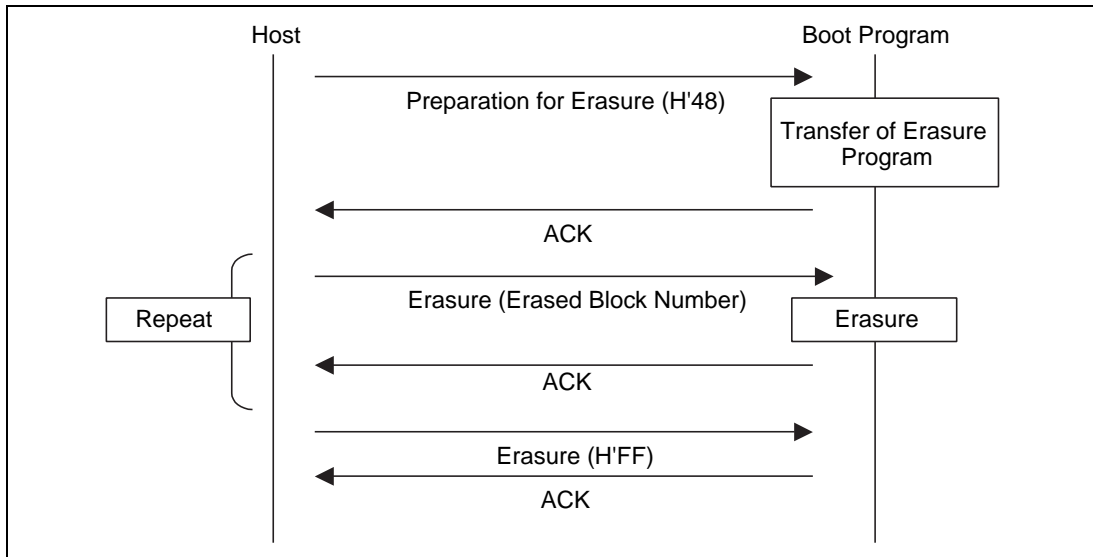 Host
Boot Program
Preparation for Erasure (H'48)
Transfer of Erasure
Program
ACK
Erasure (Erased Block Number)
Repeat
Erasure
ACK
Erasure (H'FF)
ACK